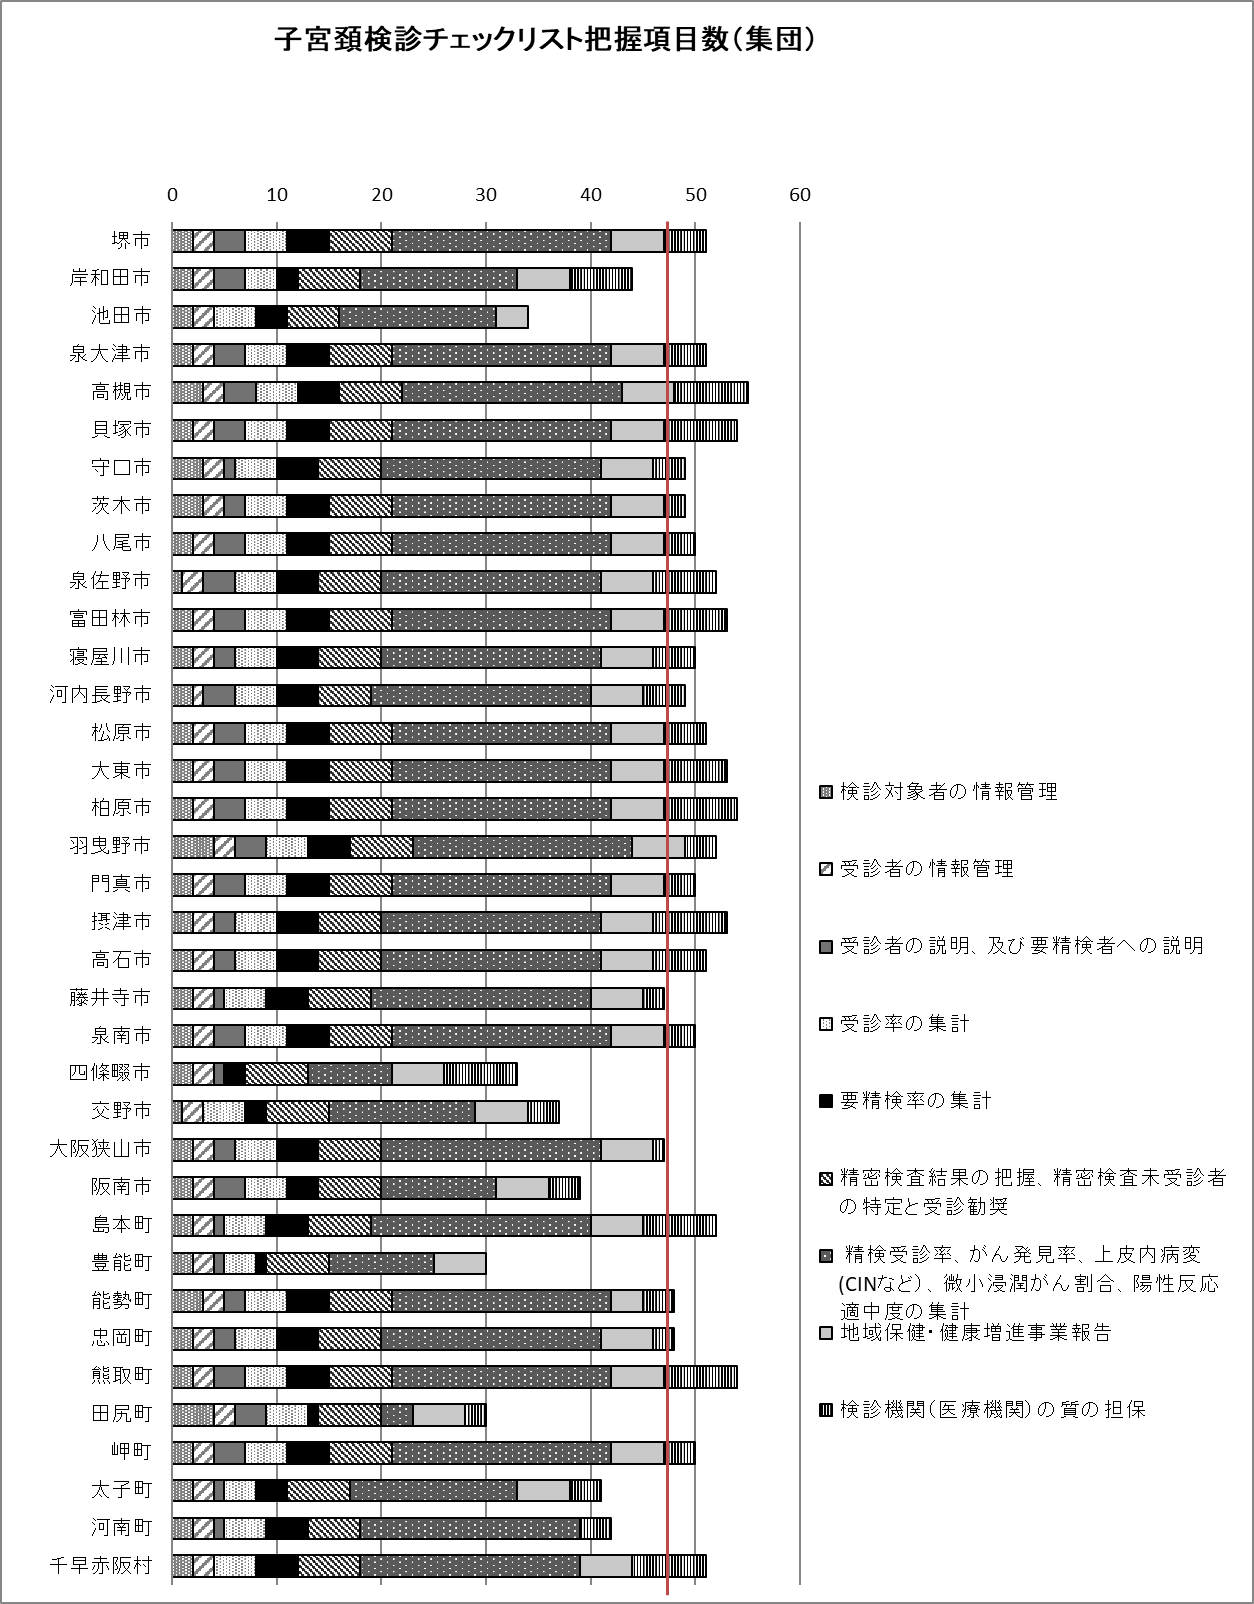 子宮頚検診チェックリスト把握項目数（集団）
0 10 20 30 40 50 60
堺市
岸和田市
池田市
泉大津市
高槻市
貝塚市
守口市
茨木市
八尾市
泉佐野市
富田林市
寝屋川市
河内長野市
松原市
大東市
柏原市
羽曳野市
門真市
摂津市
高石市
藤井寺市
泉南市
四條畷市
交野市
大阪狭山市
阪南市
島本町
豊能町
能勢町
忠岡町
熊取町
田尻町
岬町
太子町
河南町
千早赤阪村
検診対象者の情報管理
受診者の情報管理
受診者の説明、及び要精検者への説明
受診率の集計
要精検率の集計
精密検査結果の把握、精密検査未受診者
の特定と受診勧奨
精検受診率、がん発見率、上皮内病変
(CINなど）、微小浸潤がん割合、陽性反応
適中度の集計
地域保健・健康増進事業報告
検診機関（医療機関）の質の担保